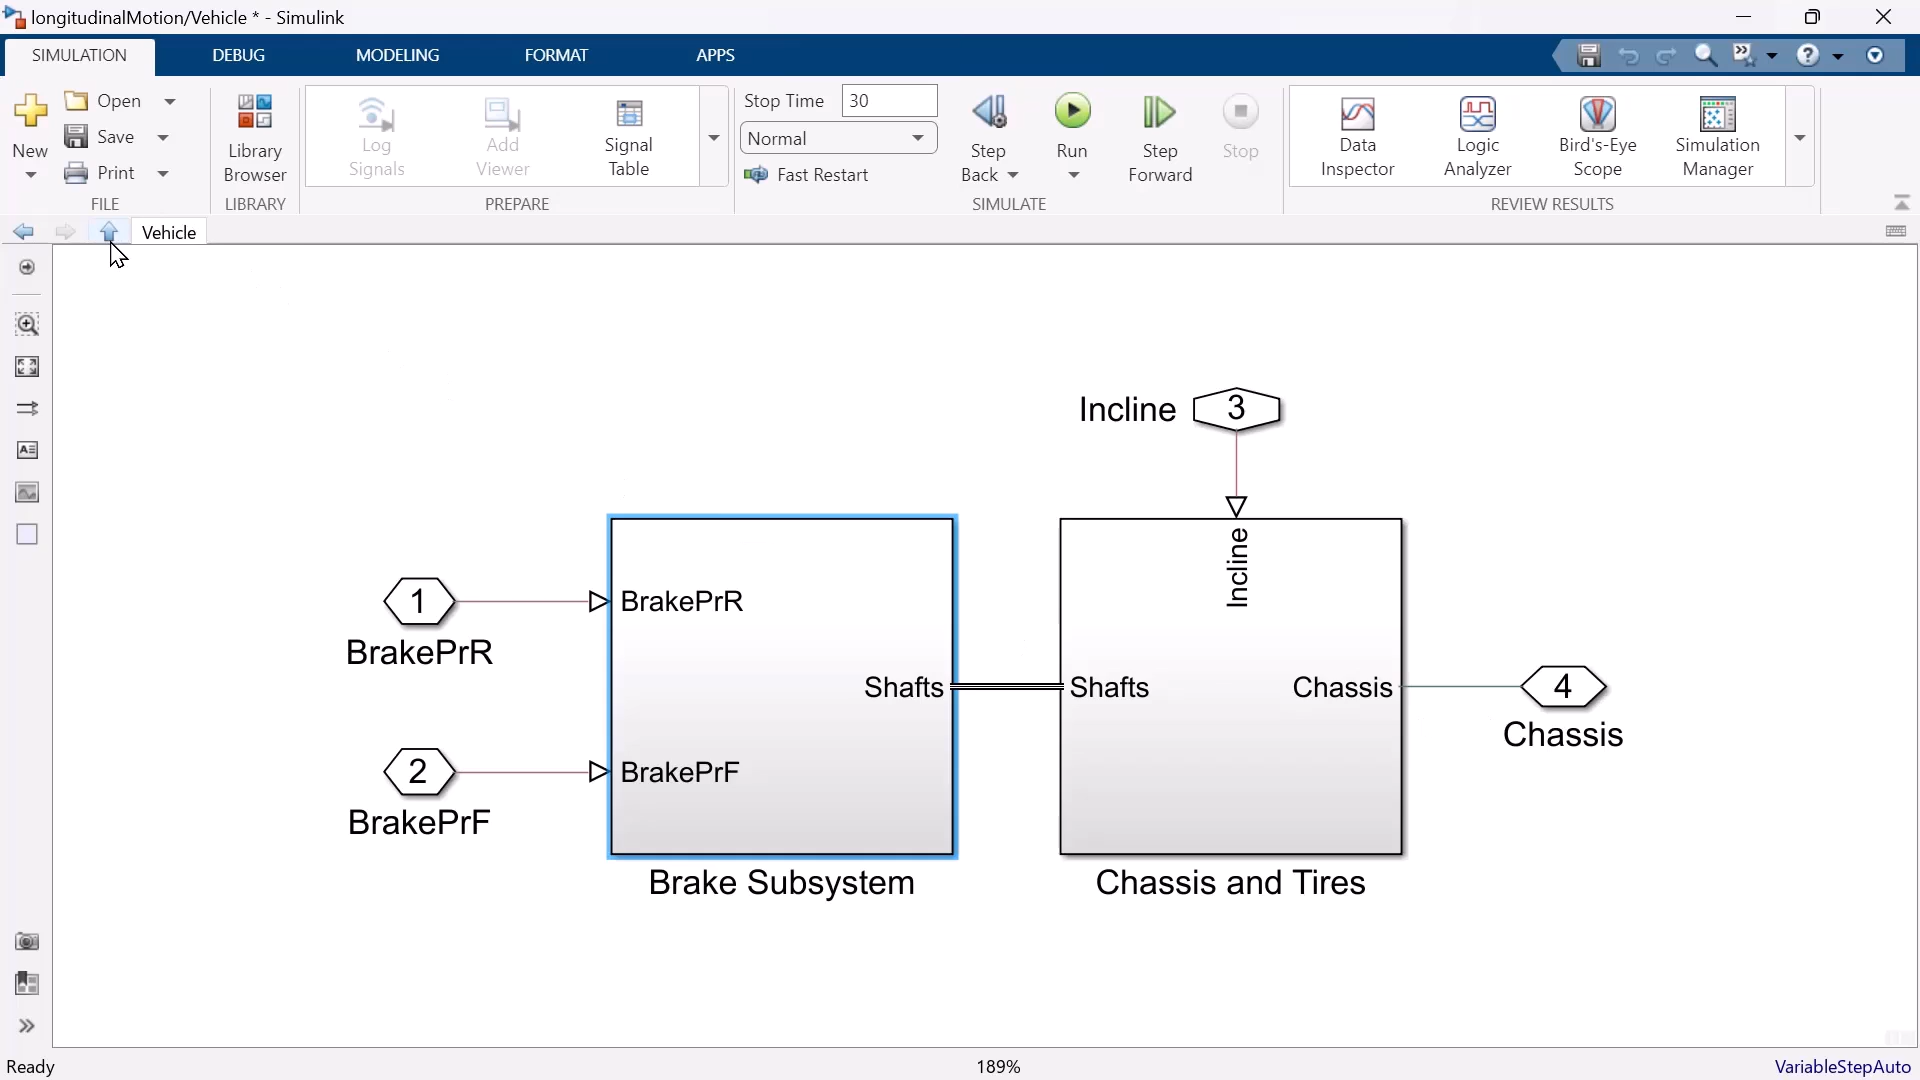 longitudinalMotion/Vehicle * - Simulink
SIMULATION DEBUG MODELING FORMAT APPS
New
Open
Save
Print
FILE
Library
Browser
LIBRARY
Log
Signals
Add
Viewer
Signal
Table
PREPARE
Stop Time 30
Normal
Fast Restart
Step
Back
Run
Step
Forward
Stop
SIMULATE
Data
Inspector
Logic
Analyzer
Bird's-Eye
Scope
Simulation
Manager
REVIEW RESULTS
Vehicle
Incline 3
Incline
1 BrakePrR
BrakePrR
Shafts Shafts Chassis 4
Chassis
2 BrakePrF
BrakePrF
Brake Subsystem Chassis and Tires
Ready 189% VariableStepAuto